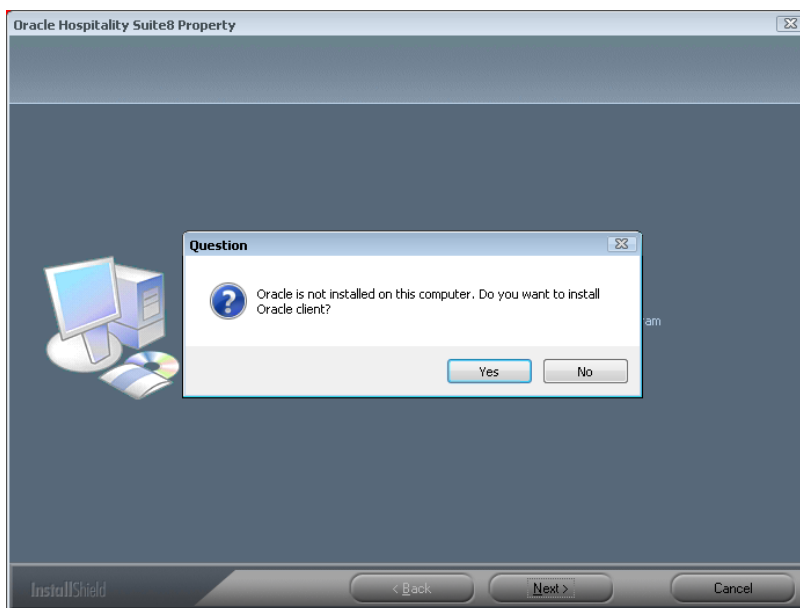 Oracle Hospitality Suite8 Property
Question
Oracle is not installed on this computer. Do you want to install
Oracle client?
am
Yes
No
InstallShield
< Back
Next >
Cancel